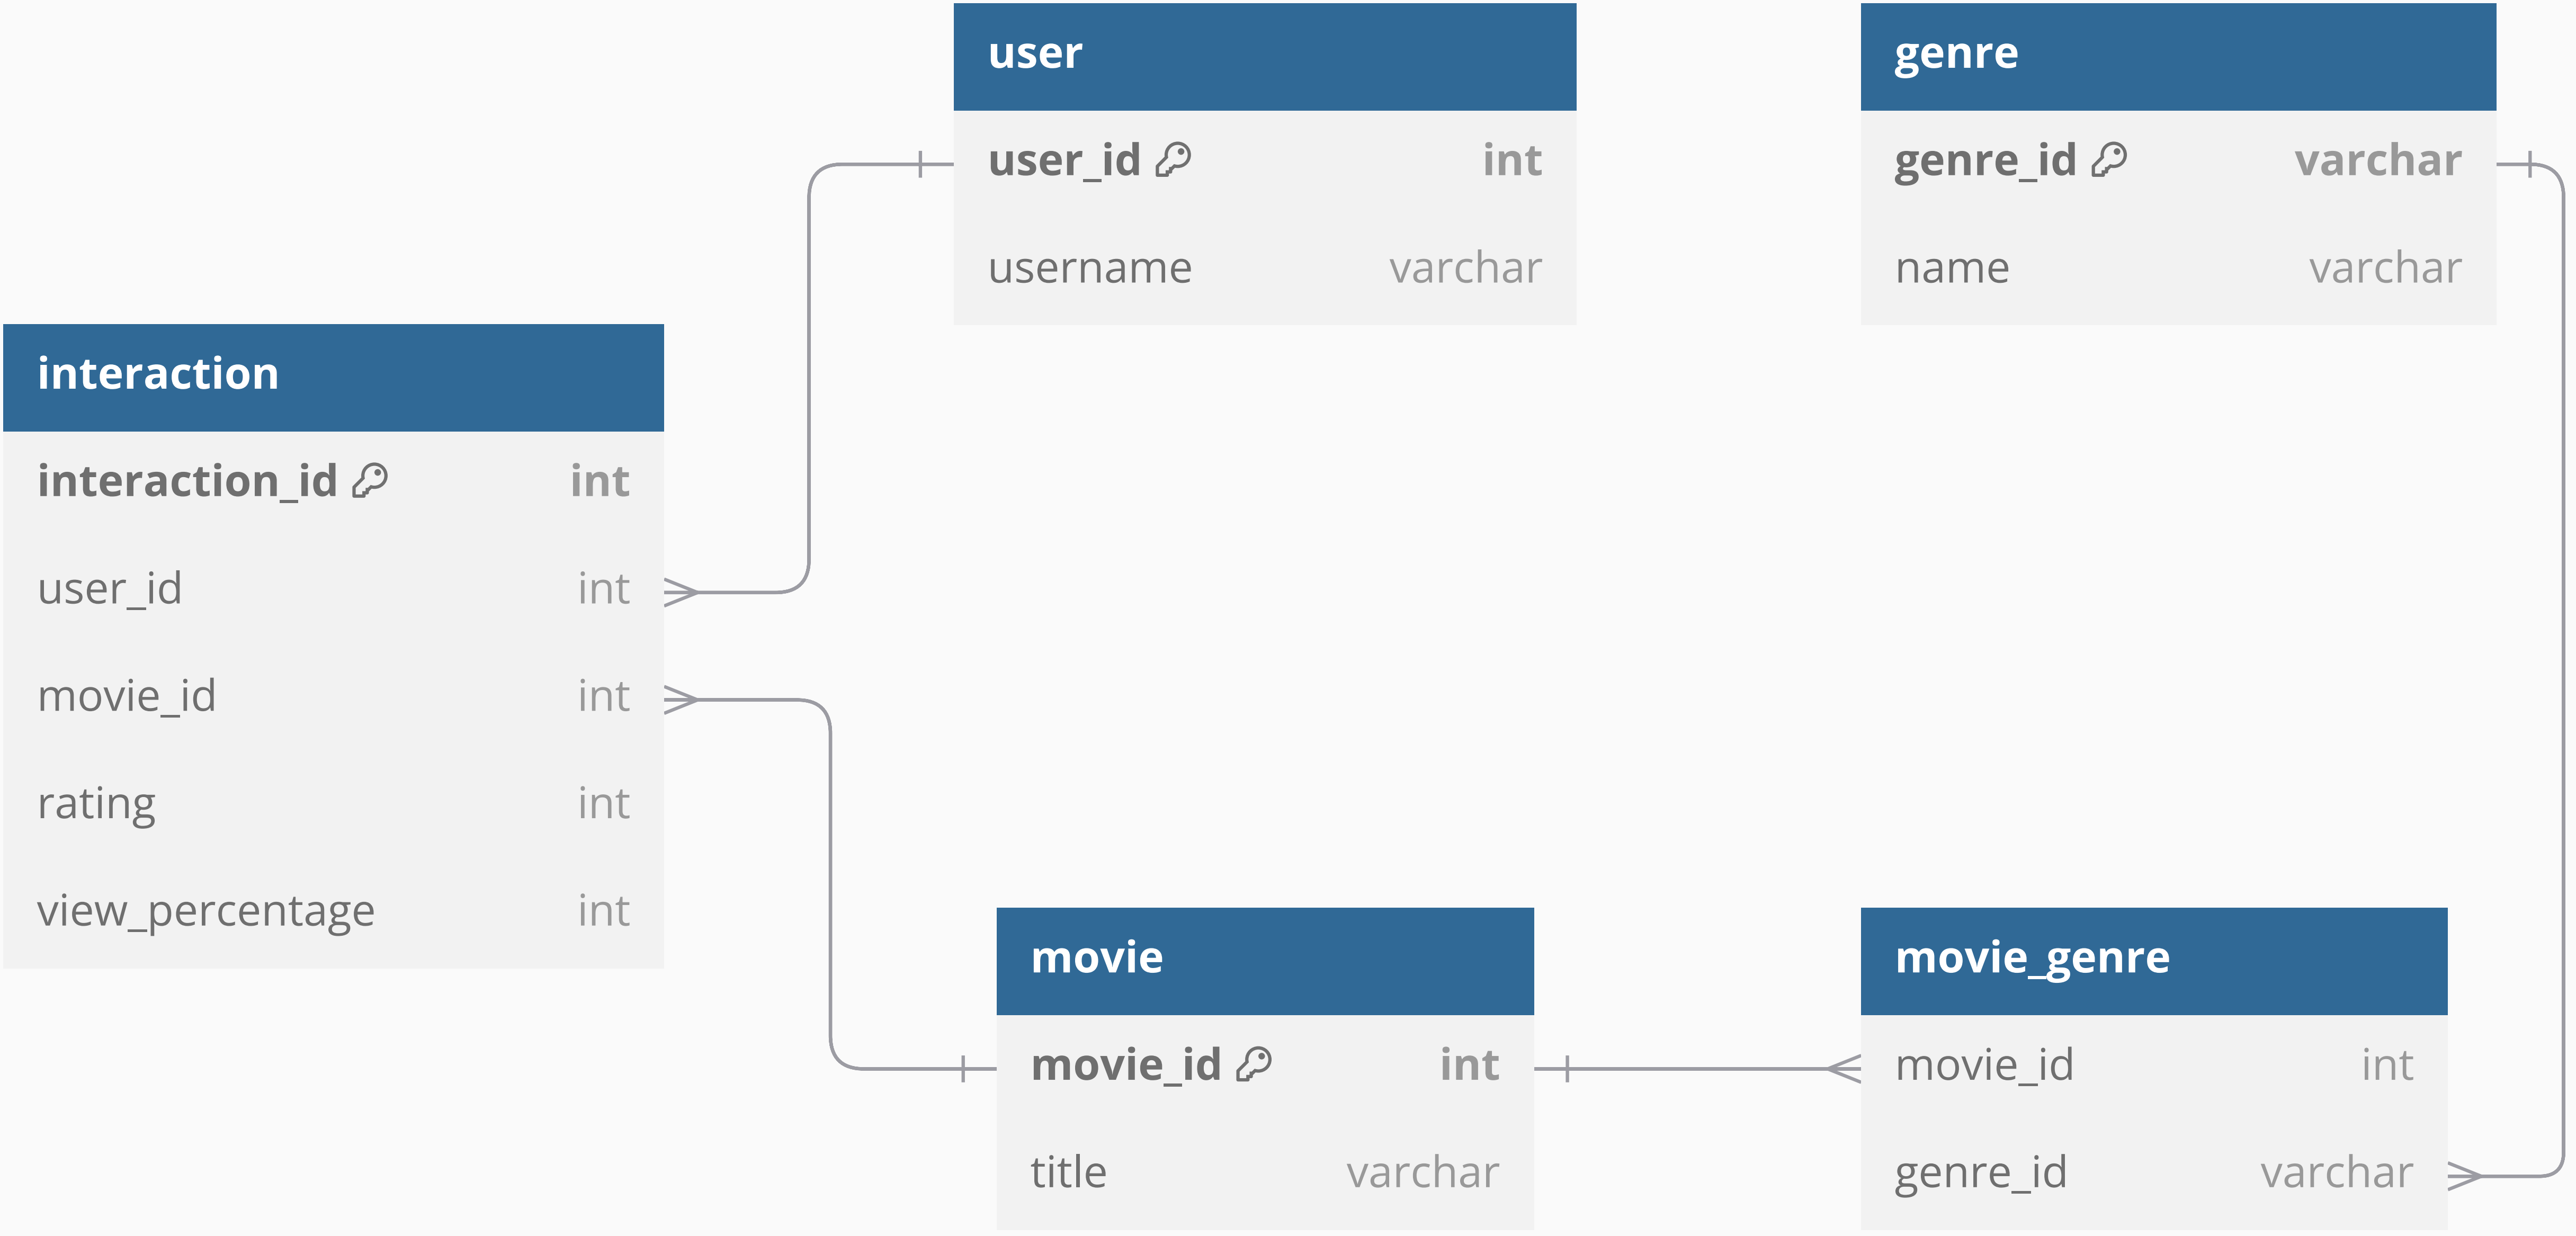 user
user_id int
username varchar
genre
genre_id varchar
name varchar
interaction
interaction_id int
user_id int
movie_id int
rating int
view_percentage int
movie
movie_id int
title varchar
movie_genre
movie_id int
genre_id varchar